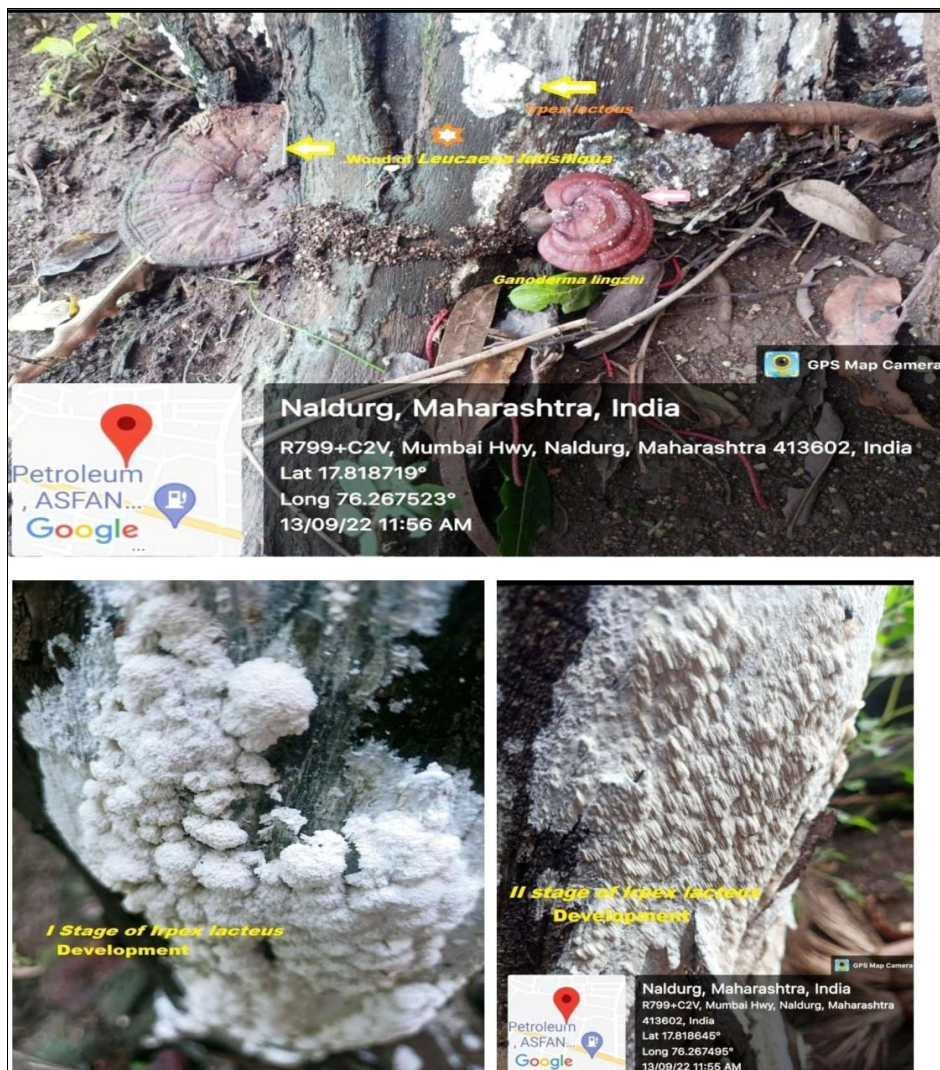 Irpex lacteus
Wood of Leucaena latisiliqua
Ganoderma lingzhi
GPS Map Camera
Naldurg, Maharashtra, India
R799+C2V, Mumbai Hwy, Naldurg, Maharashtra 413602, India
Lat 17.818719°
Long 76.267523°
13/09/22 11:56 AM
Petroleum
, ASFAN...
Google
...
I Stage of Irpex lacteus
Development
II stage of Irpex lacteus
Development
GPS Map Camera
Naldurg, Maharashtra, India
R799+C2V, Mumbai Hwy, Naldurg, Maharashtra
413602, India
Lat 17.818645°
Long 76.267495°
13/09/22 11:55 AM
Petroleum
, ASFAN...
Google